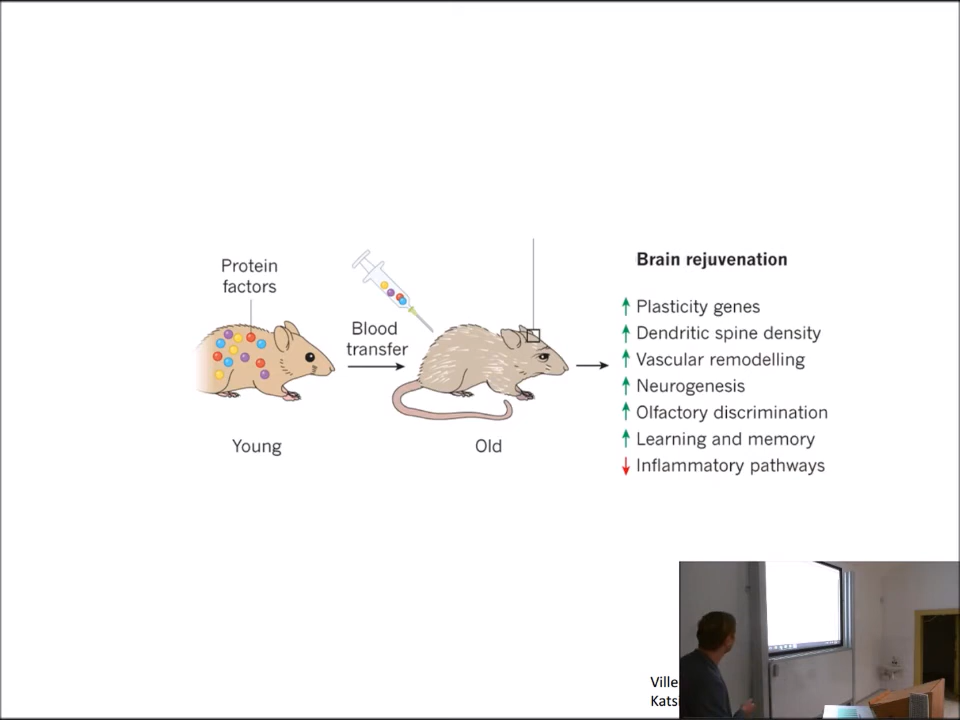 Protein
factors
Blood
transfer
Young
Old
Brain rejuvenation
Plasticity genes
Dendritic spine density
Vascular remodelling
Neurogenesis
Olfactory discrimination
Learning and memory
Inflammatory pathways